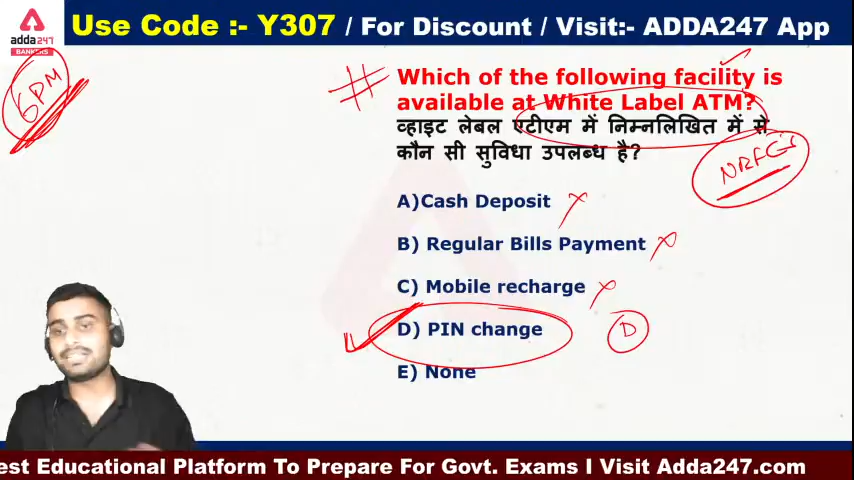 adda247
BANKERS
Use Code :- Y307 / For Discount / Visit:- ADDA247 App
6PM
Which of the following facility is
available at White Label ATM?
व्हाइट लेबल एटीएम में निम्नलिखित में से
कौन सी सुविधा उपलब्ध है?
A)Cash Deposit
B) Regular Bills Payment
C) Mobile recharge
D) PIN change
D
E) None
est Educational Platform To Prepare For Govt. Exams I Visit Adda247.com